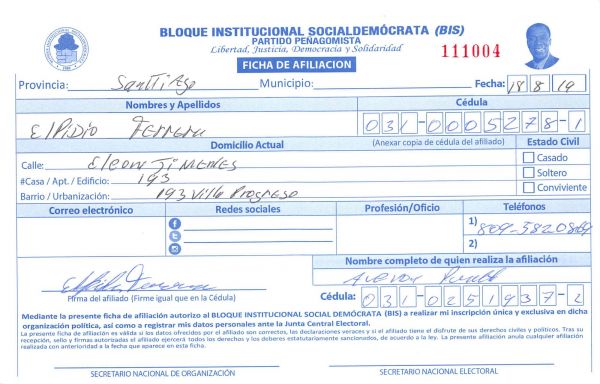 BLOQUE INSTITUCIONAL SOCIALDEMÓCRATA (BIS)
PARTIDO PEÑAGOMISTA
Libertad, Justicia, Democracia y Solidaridad
111004
FICHA DE AFILIACION
Provincia: Santtiago Municipio: Fecha: 18 8 19
Nombres y Apellidos Cédula
Elpidio Ferreru 031-0005278-1
Domicilio Actual (Anexar copia de cédula del afiliado) Estado Civil
Calle: Eleon Jimenes Casado
#Casa / Apt. / Edificio: 193 Soltero
Barrio / Urbanización: 193 Villa Progreso Conviviente
Correo electrónico Redes sociales Profesión/Oficio Teléfonos
1) 809-5820869
2)
Nombre completo de quien realiza la afiliación
Firma del afiliado (Firme igual que en la Cédula) Cédula: 031-0251937-2
Mediante la presente ficha de afiliación autorizo al BLOQUE INSTITUCIONAL SOCIAL DEMÓCRATA (BIS) a realizar mi inscripción única y exclusiva en dicha
organización política, así como a registrar mis datos personales ante la Junta Central Electoral.
La presente ficha de afiliación es válida si los datos ofrecidos por el afiliado son correctos, las declaraciones veraces y si el afiliado tiene el disfrute de sus derechos civiles y políticos. Tras su
recepción, sello y firmas autorizadas el afiliado ejercerá todos los derechos y los deberes estatutariamente sancionados, de acuerdo a la ley. La presente afiliación anula cualquier afiliación
realizada con anterioridad a la fecha que aparece en esta ficha.
SECRETARIO NACIONAL DE ORGANIZACIÓN SECRETARIO NACIONAL ELECTORAL